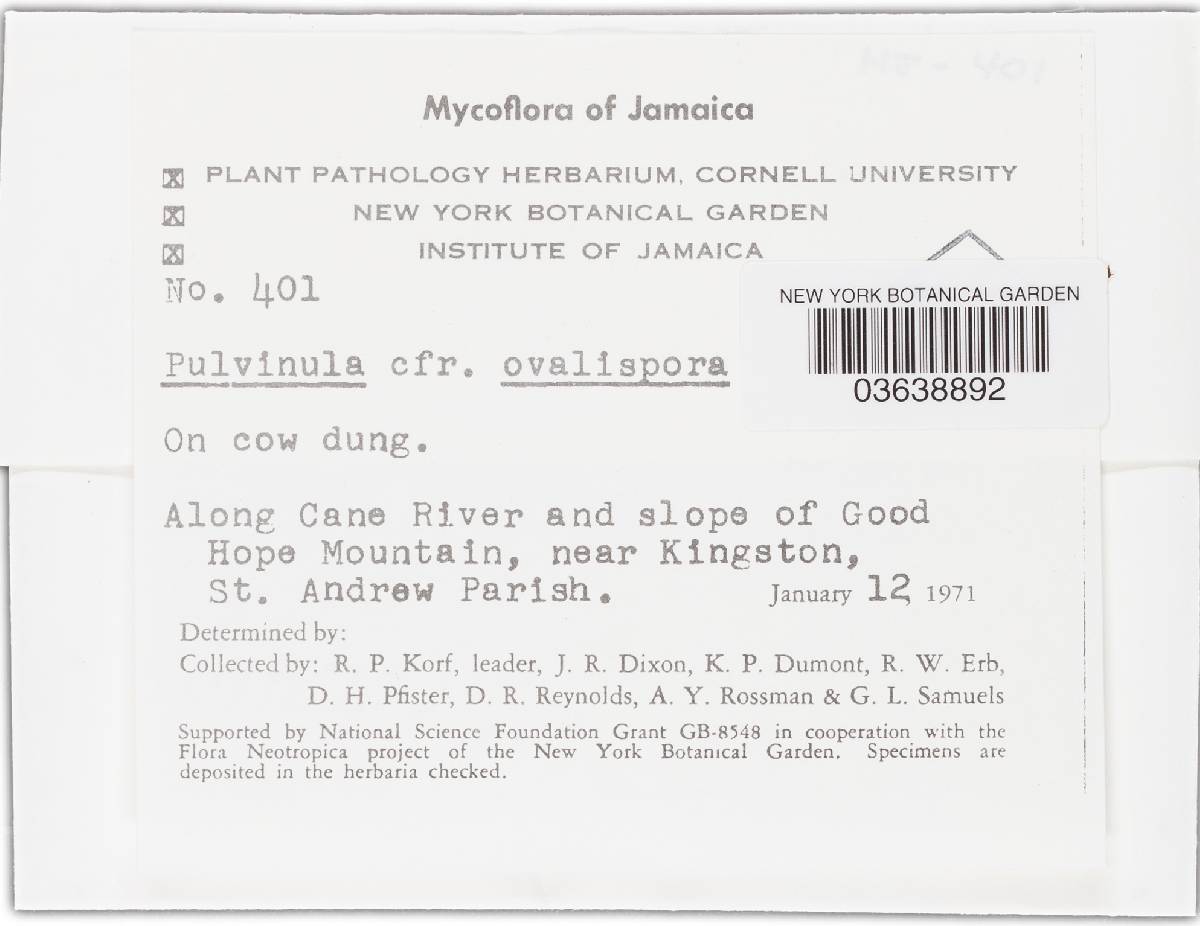 MJ - 401
Mycoflora of Jamaica
☒ PLANT PATHOLOGY HERBARIUM, CORNELL UNIVERSITY
☒ NEW YORK BOTANICAL GARDEN
☒ INSTITUTE OF JAMAICA
No. 401
NEW YORK BOTANICAL GARDEN
03638892
Pulvinula cfr. ovalispora
On cow dung.
Along Cane River and slope of Good
Hope Mountain, near Kingston,
St. Andrew Parish. January 12, 1971
Determined by:
Collected by: R. P. Korf, leader, J. R. Dixon, K. P. Dumont, R. W. Erb,
D. H. Pfister, D. R. Reynolds, A. Y. Rossman & G. L. Samuels
Supported by National Science Foundation Grant GB-8548 in cooperation with the
Flora Neotropica project of the New York Botanical Garden. Specimens are
deposited in the herbaria checked.